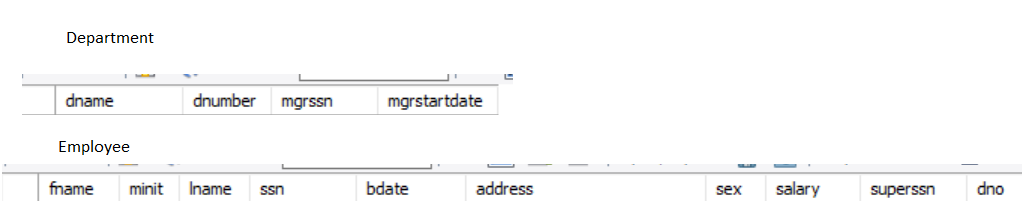 Department
dname dnumber mgrssn mgrstartdate
Employee
fname minit lname ssn bdate address sex salary superssn dno